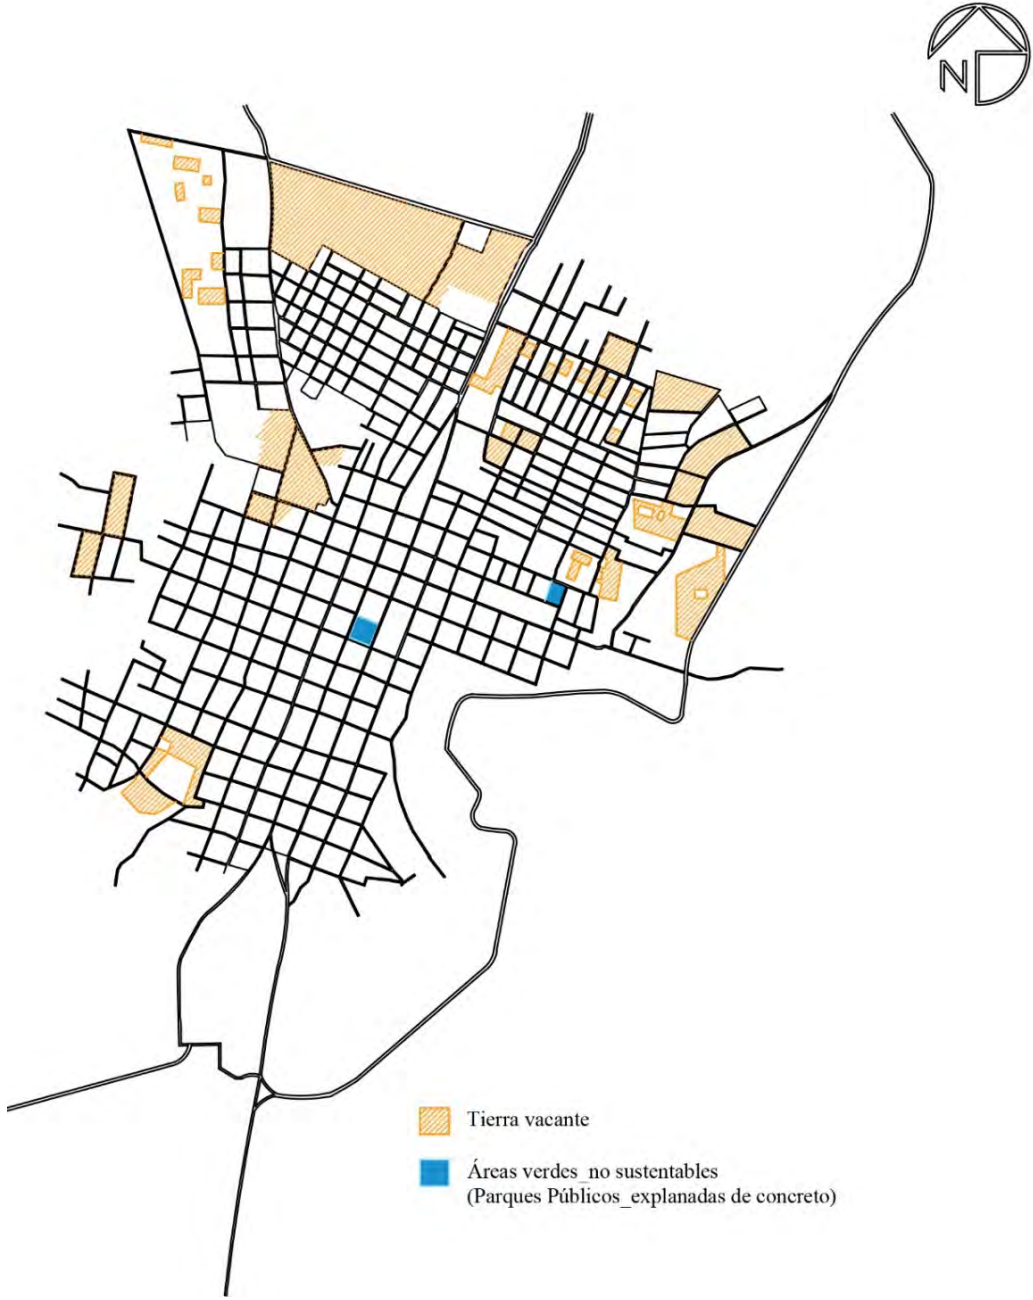 N
Tierra vacante
Áreas verdes_no sustentables
(Parques Públicos_explanadas de concreto)